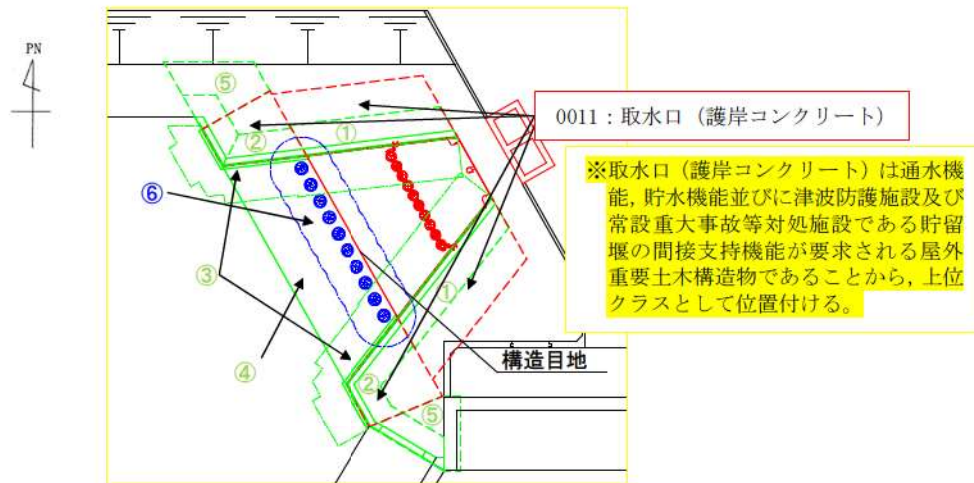 PN
⑤
①
②
0011：取水口（護岸コンクリート）
※取水口（護岸コンクリート）は通水機
能，貯水機能並びに津波防護施設及び
常設重大事故等対処施設である貯留
堰の間接支持機能が要求される屋外
重要土木構造物であることから，上位
クラスとして位置付ける。
⑥
③
①
④
構造目地
②
⑤